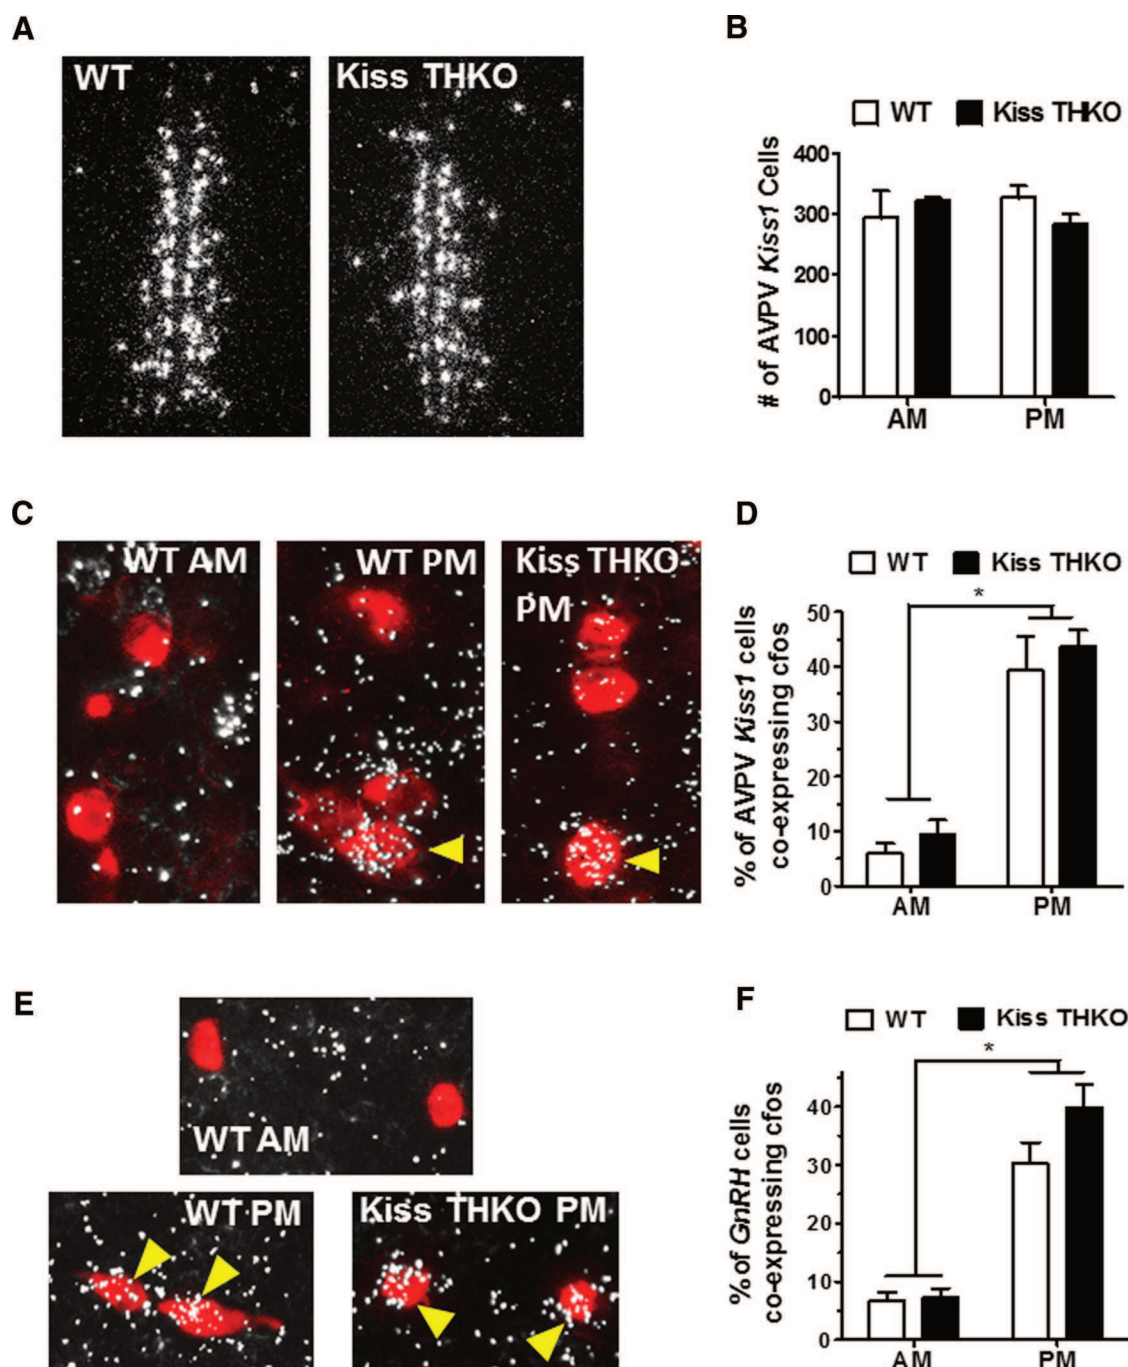 A
WT
Kiss THKO
B
WT Kiss THKO
# of AVPV Kiss1 Cells
400
300
200
100
0
AM PM
C
WT AM
WT PM
Kiss THKO
PM
D
WT Kiss THKO
*
% of AVPV Kiss1 cells
co-expressing cfos
50
40
30
20
10
0
AM PM
E
WT AM
WT PM
Kiss THKO PM
F
WT Kiss THKO
*
% of GnRH cells
co-expressing cfos
40
30
20
10
0
AM PM